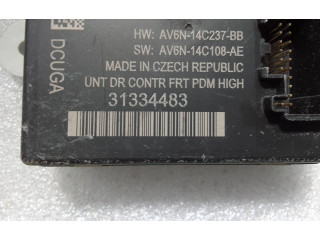 HW: AV6N-14C237-BB
SW: AV6N-14C108-AE
MADE IN CZECH REPUBLIC
UNT DR CONTR FRT PDM HIGH
31334483
DCUGA